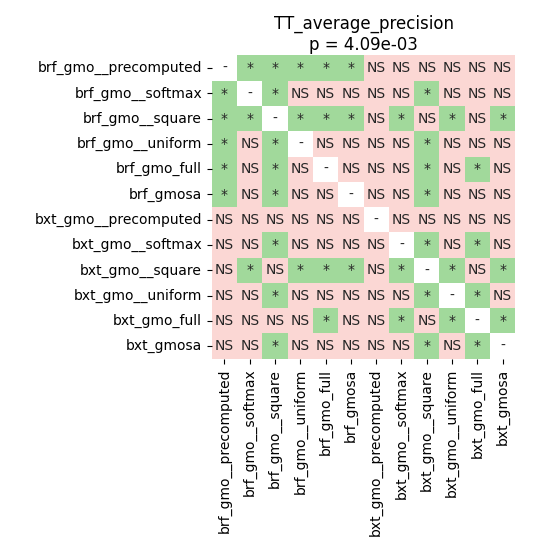 TT_average_precision
p = 4.09e-03
brf_gmo__precomputed - * * * * * NS NS NS NS NS NS
brf_gmo__softmax * - * NS NS NS NS NS * NS NS NS
brf_gmo__square * * - * * * NS * NS * NS *
brf_gmo__uniform * NS * - NS NS NS NS * NS NS NS
brf_gmo_full * NS * NS - NS NS NS * NS * NS
brf_gmosa * NS * NS NS - NS NS * NS NS NS
bxt_gmo__precomputed NS NS NS NS NS NS - NS NS NS NS NS
bxt_gmo__softmax NS NS * NS NS NS NS - * NS * NS
bxt_gmo__square NS * NS * * * NS * - * NS *
bxt_gmo__uniform NS NS * NS NS NS NS NS * - * NS
bxt_gmo_full NS NS NS NS * NS NS * NS * - *
bxt_gmosa NS NS * NS NS NS NS NS * NS * -
brf_gmo__precomputed
brf_gmo__softmax
brf_gmo__square
brf_gmo__uniform
brf_gmo_full
brf_gmosa
bxt_gmo__precomputed
bxt_gmo__softmax
bxt_gmo__square
bxt_gmo__uniform
bxt_gmo_full
bxt_gmosa